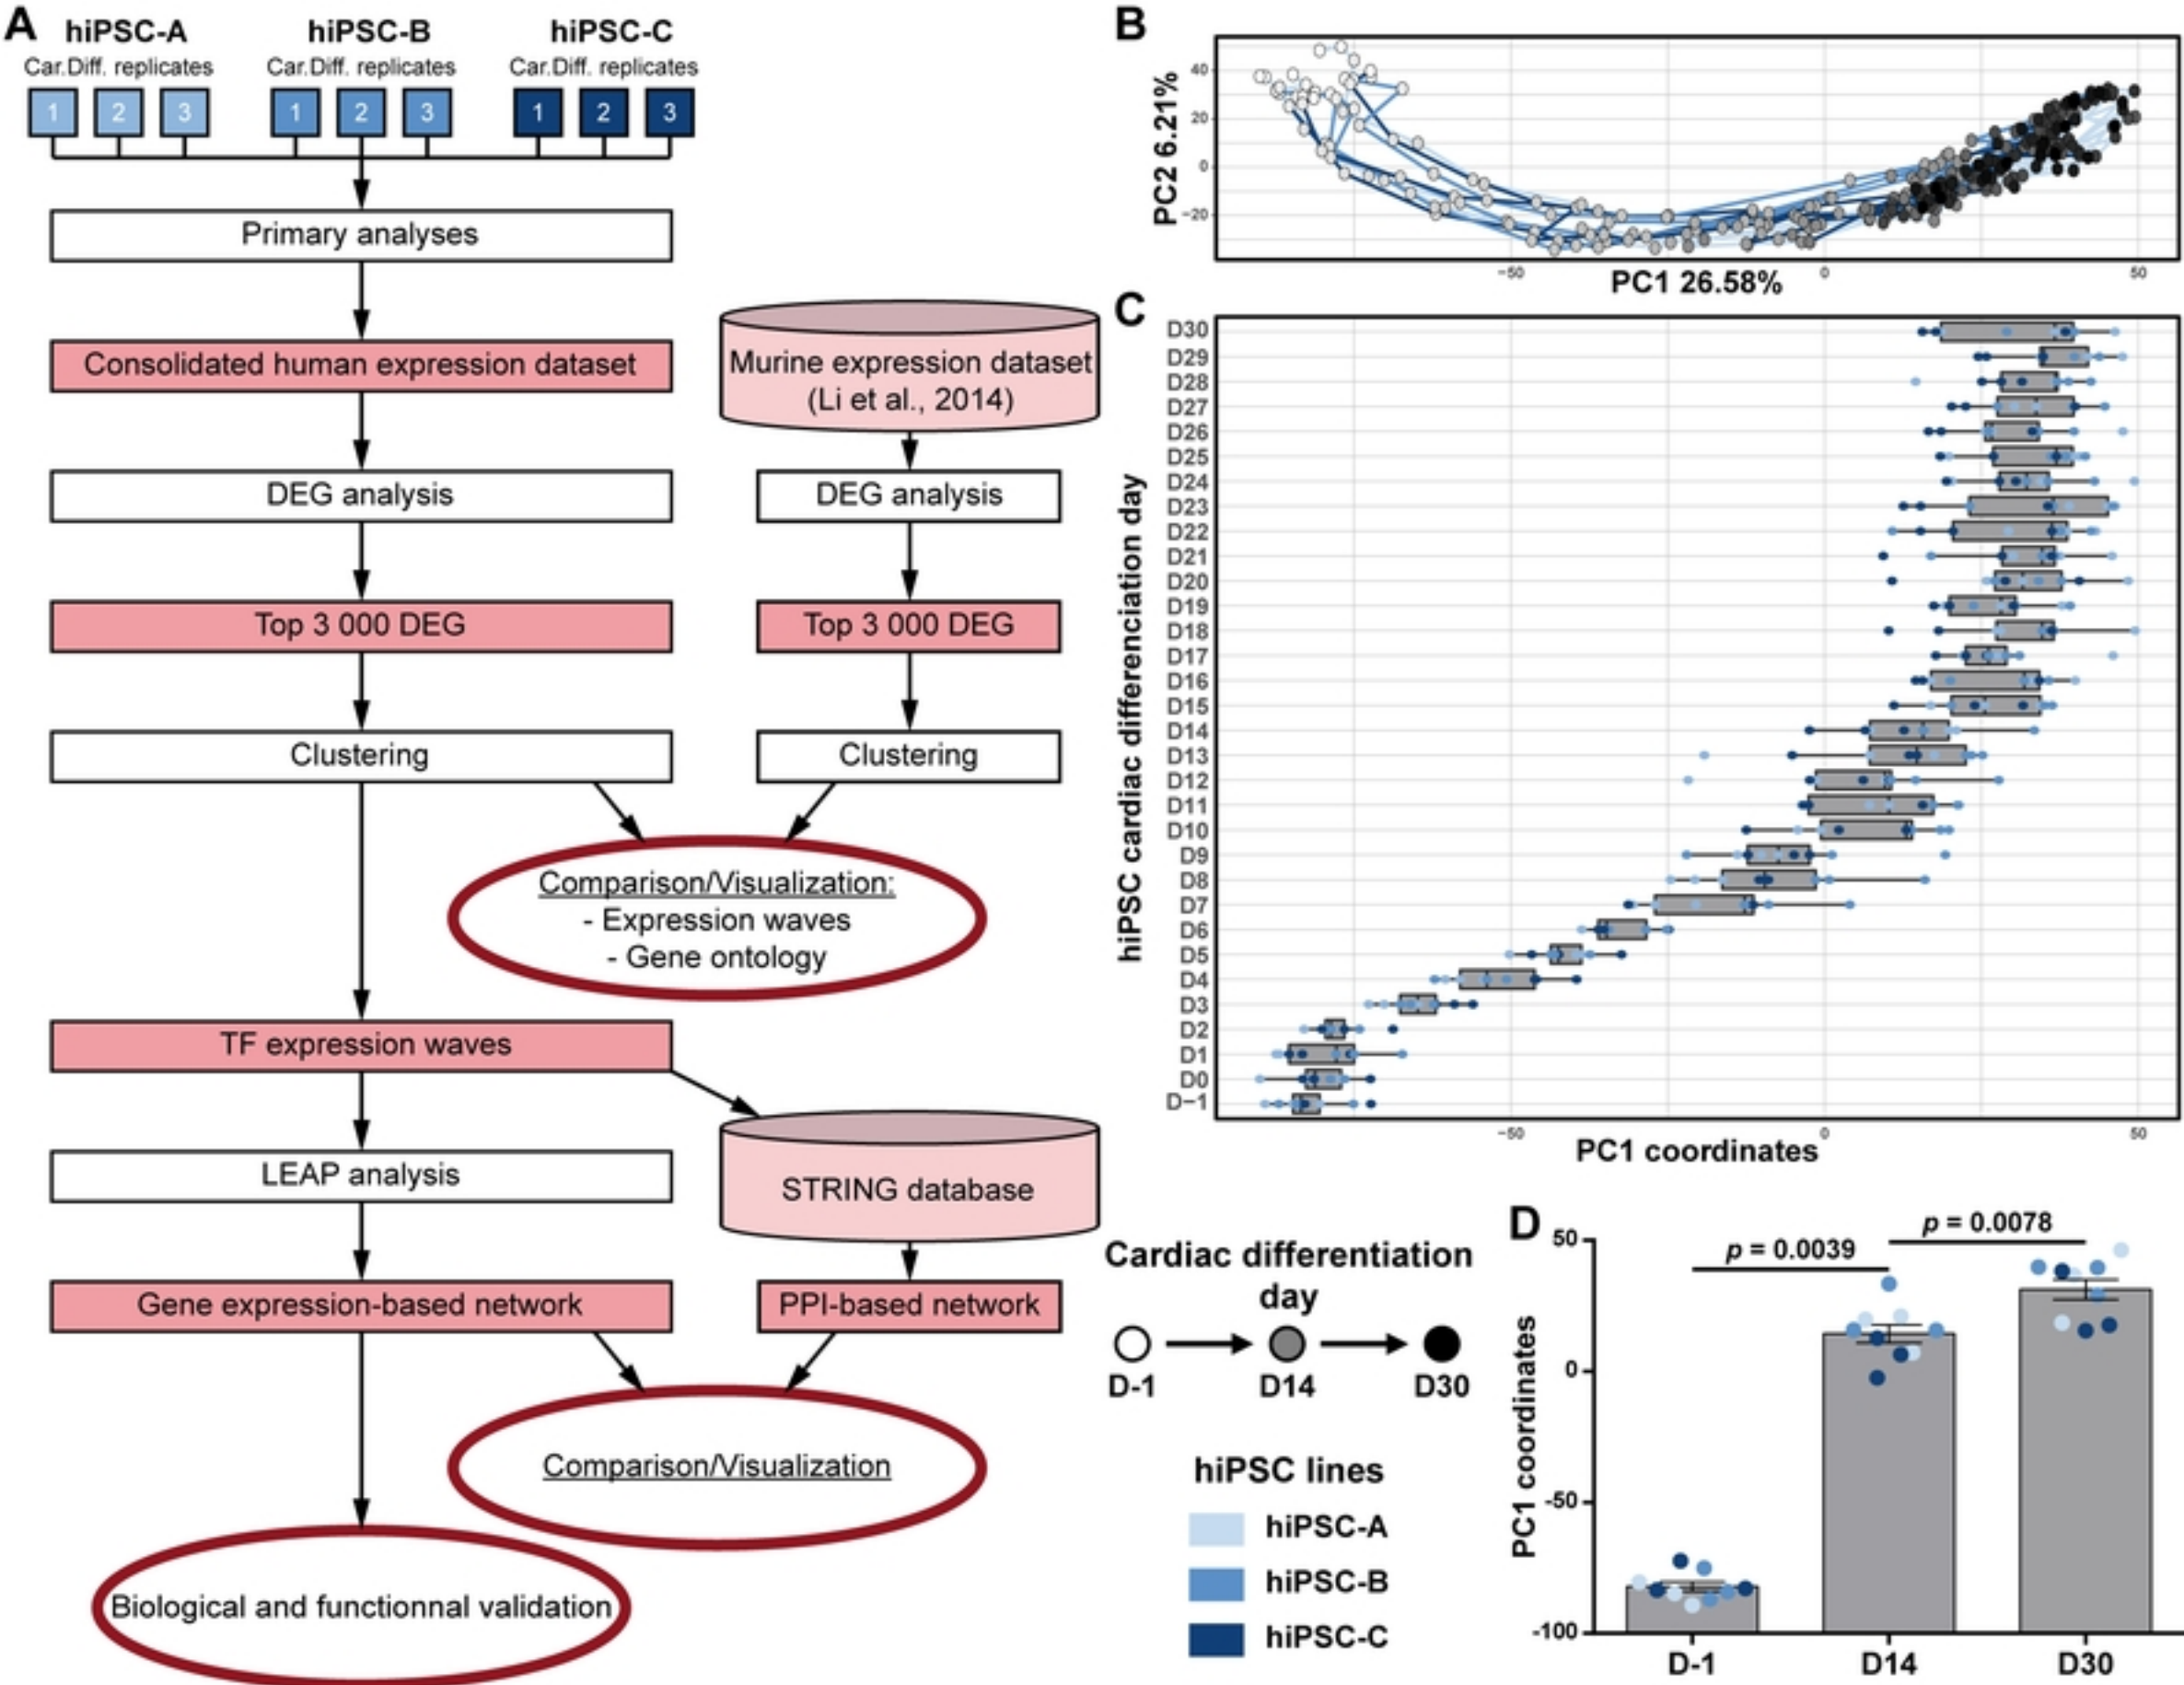 A
hiPSC-A
hiPSC-B
hiPSC-C
Car.Diff. replicates
Car.Diff. replicates
Car.Diff. replicates
1 2 3
1 2 3
1 2 3
Primary analyses
Consolidated human expression dataset
Murine expression dataset
(Li et al., 2014)
DEG analysis
DEG analysis
Top 3 000 DEG
Top 3 000 DEG
Clustering
Clustering
Comparison/Visualization:
- Expression waves
- Gene ontology
TF expression waves
LEAP analysis
STRING database
Gene expression-based network
PPI-based network
Comparison/Visualization
Biological and functionnal validation
B
PC2 6.21%
40
20
0
−20
−50
0
50
PC1 26.58%
C
hiPSC cardiac differenciation day
D30
D29
D28
D27
D26
D25
D24
D23
D22
D21
D20
D19
D18
D17
D16
D15
D14
D13
D12
D11
D10
D9
D8
D7
D6
D5
D4
D3
D2
D1
D0
D−1
−50
0
50
PC1 coordinates
Cardiac differentiation
day
D-1
D14
D30
hiPSC lines
hiPSC-A
hiPSC-B
hiPSC-C
D
p = 0.0078
p = 0.0039
PC1 coordinates
50
0
-50
-100
D-1
D14
D30